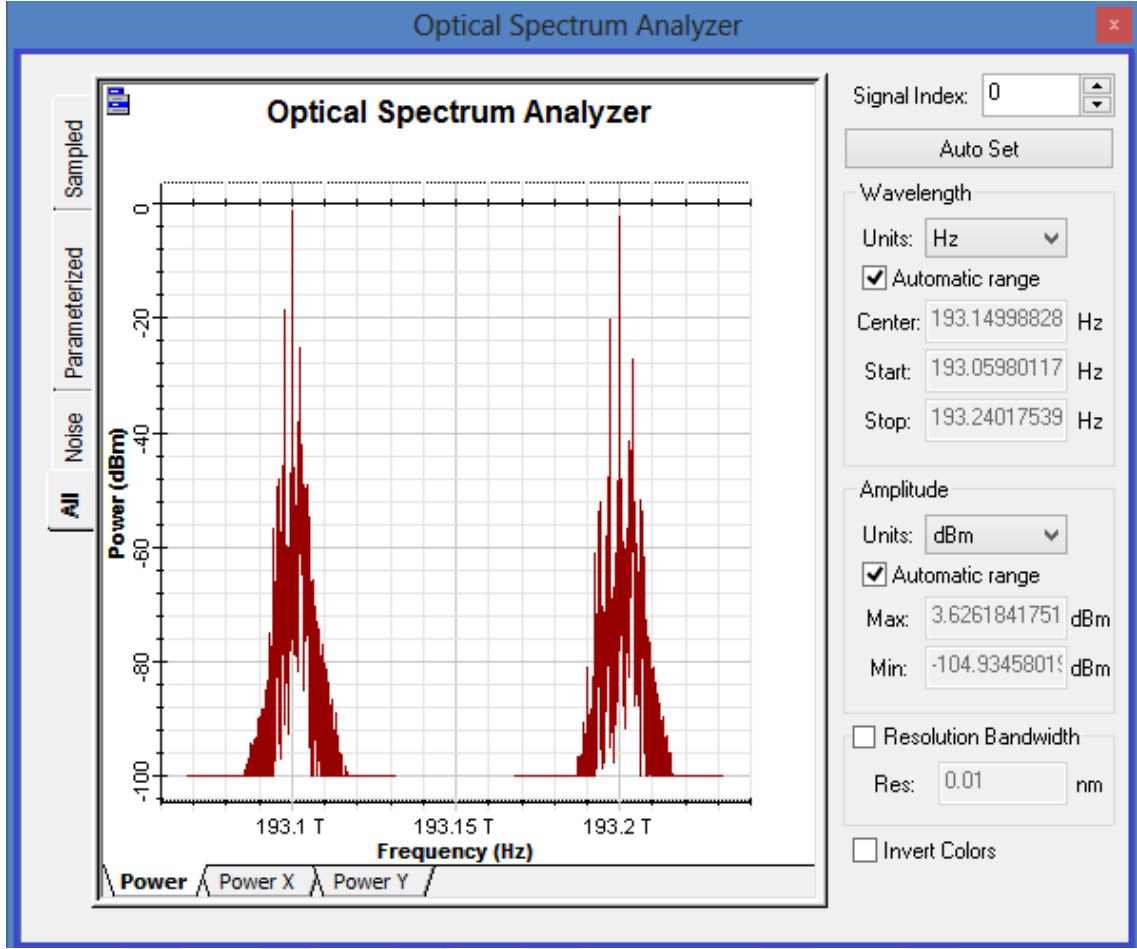 Optical Spectrum Analyzer
x
Sampled
Parameterized
Noise
All
Optical Spectrum Analyzer
Power (dBm)
0
-20
-40
-60
-80
-100
193.1 T 193.15 T 193.2 T
Frequency (Hz)
Power Power X Power Y
Signal Index: 0
Auto Set
Wavelength
Units: Hz
Automatic range
Center: 193.14998828 Hz
Start: 193.05980117 Hz
Stop: 193.24017539 Hz
Amplitude
Units: dBm
Automatic range
Max: 3.6261841751 dBm
Min: -104.9345801 dBm
Resolution Bandwidth
Res: 0.01 nm
Invert Colors